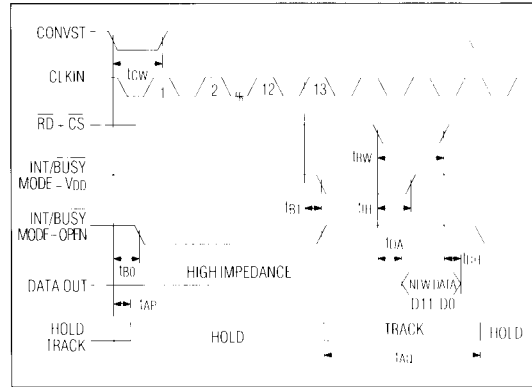 CONVST
tCW
CLKIN
1 2 12 13
RD - CS
tRW
INT/BUSY
MODE - VDD
tB1 tIH
INT/BUSY
MODE - OPEN
tDA tDH
tB0 HIGH IMPEDANCE
DATA OUT NEW DATA
tAP D11 D0
HOLD
TRACK
HOLD TRACK HOLD
tAQ